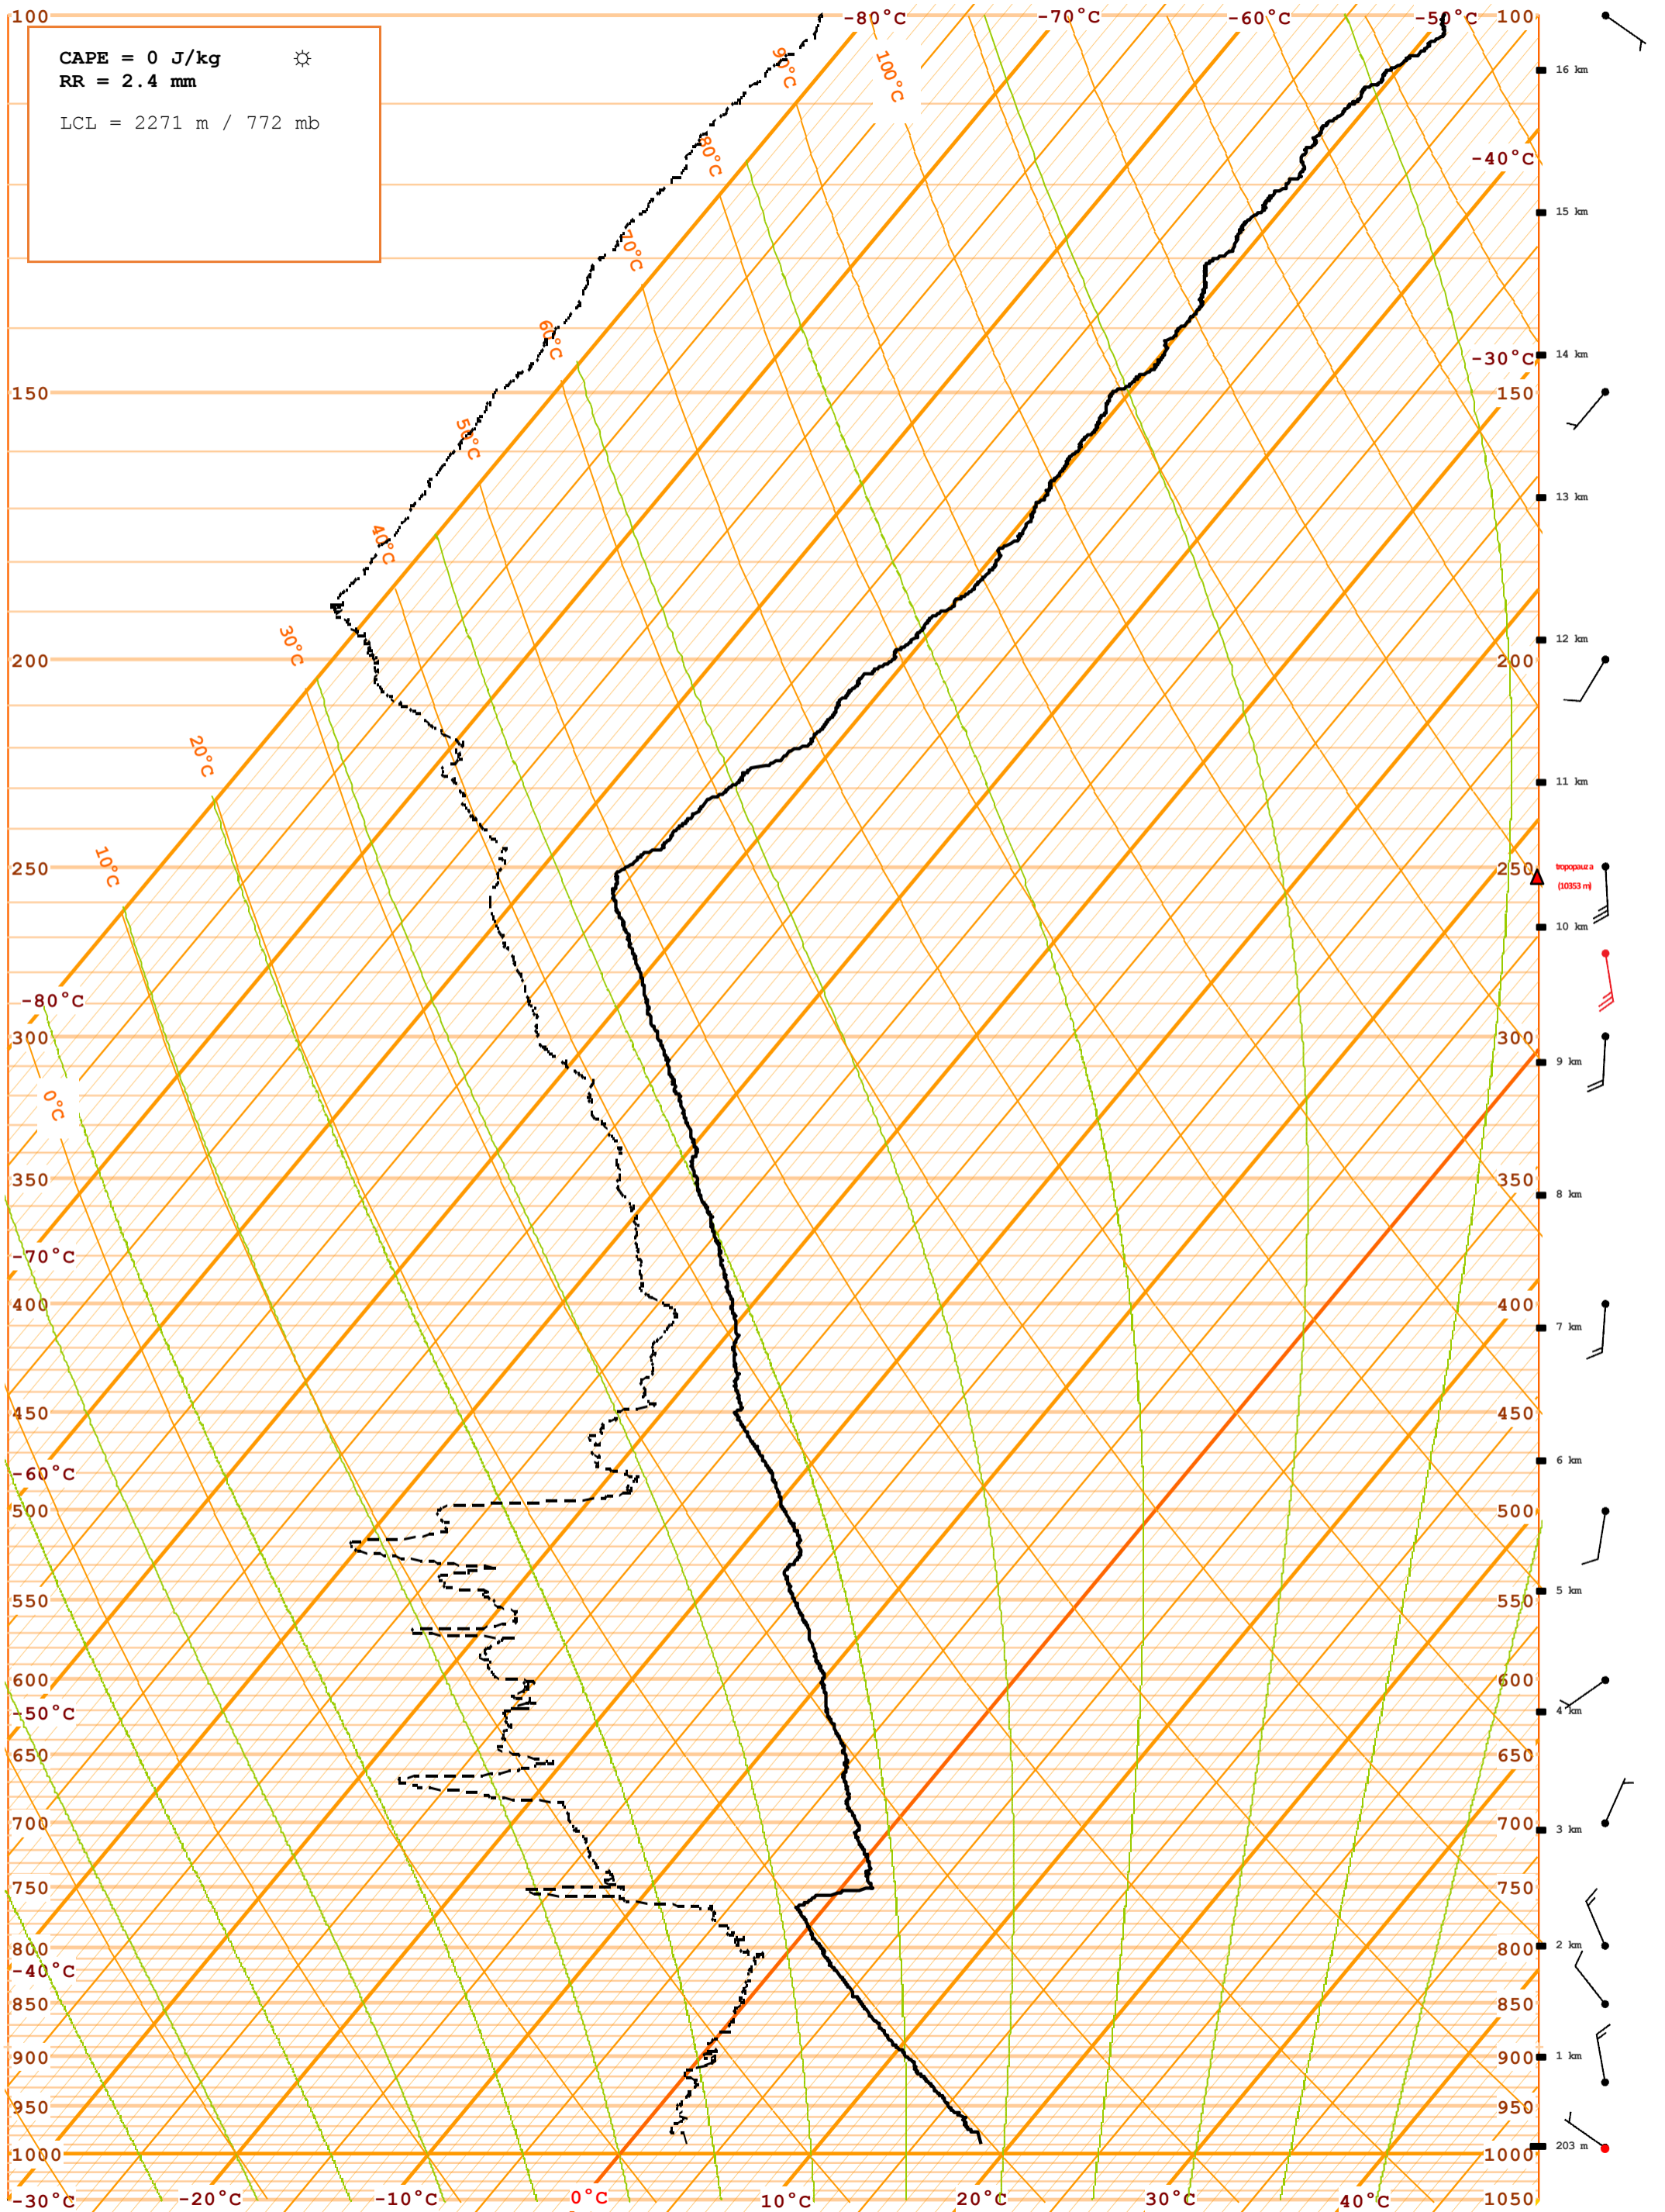 100 -80°C -70°C -60°C -50°C 100
CAPE = 0 J/kg ☼
RR = 2.4 mm
LCL = 2271 m / 772 mb
90°C 100°C
16 km
80°C
-40°C
15 km
70°C
60°C
-30°C
14 km
150 150
50°C
13 km
40°C
30°C
12 km
200 200
20°C
11 km
10°C
250 250
tropopauza
(10353 m)
10 km
-80°C
300 300
9 km
0°C
350 350
8 km
-70°C
400 400
7 km
450 450
6 km
-60°C
500 500
5 km
550 550
600 600
-50°C
4 km
650 650
700 700
3 km
750 750
800 800
2 km
-40°C
850 850
900 900
1 km
950 950
203 m
1000 1000
-30°C -20°C -10°C 0°C 10°C 20°C 30°C 40°C 1050